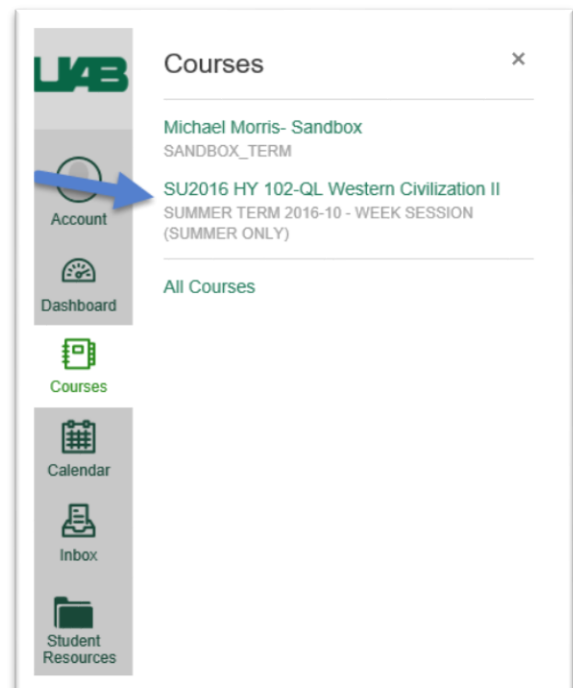 UAB
Courses ×
Michael Morris- Sandbox
SANDBOX_TERM
SU2016 HY 102-QL Western Civilization II
SUMMER TERM 2016-10 - WEEK SESSION
(SUMMER ONLY)
All Courses
Account
Dashboard
Courses
Calendar
Inbox
Student
Resources